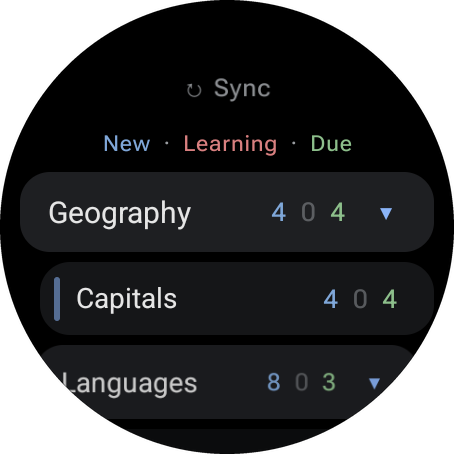 Sync
New · Learning · Due
Geography 4 0 4
Capitals 4 0 4
Languages 8 0 3